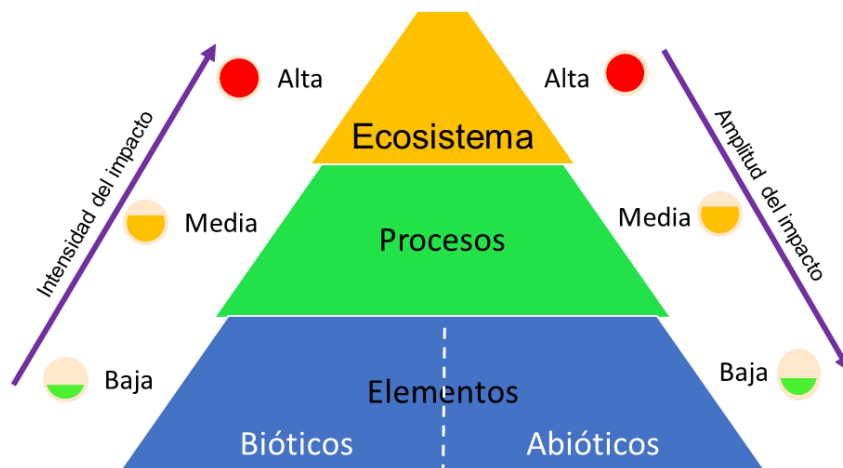 Intensidad del impacto
Alta
Media
Baja
Ecosistema
Procesos
Elementos
Bióticos
Abióticos
Alta
Media
Baja
Amplitud del impacto